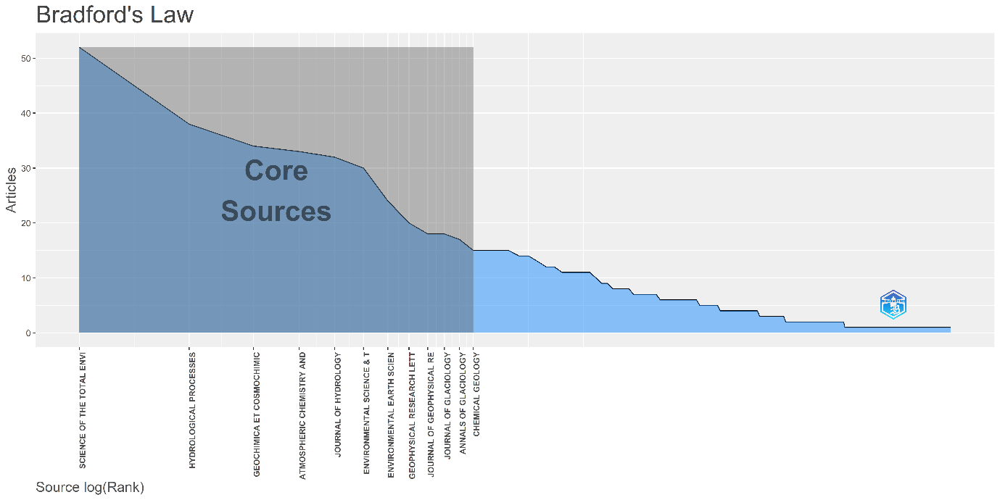 Bradford's Law
Articles
50
40
30
20
10
0
Core
Sources
SCIENCE OF THE TOTAL ENVI
HYDROLOGICAL PROCESSES
GEOCHIMICA ET COSMOCHIMIC
ATMOSPHERIC CHEMISTRY AND
JOURNAL OF HYDROLOGY
ENVIRONMENTAL SCIENCE & T
ENVIRONMENTAL EARTH SCIEN
GEOPHYSICAL RESEARCH LETT
JOURNAL OF GEOPHYSICAL RE
JOURNAL OF GLACIOLOGY
ANNALS OF GLACIOLOGY
CHEMICAL GEOLOGY
Source log(Rank)